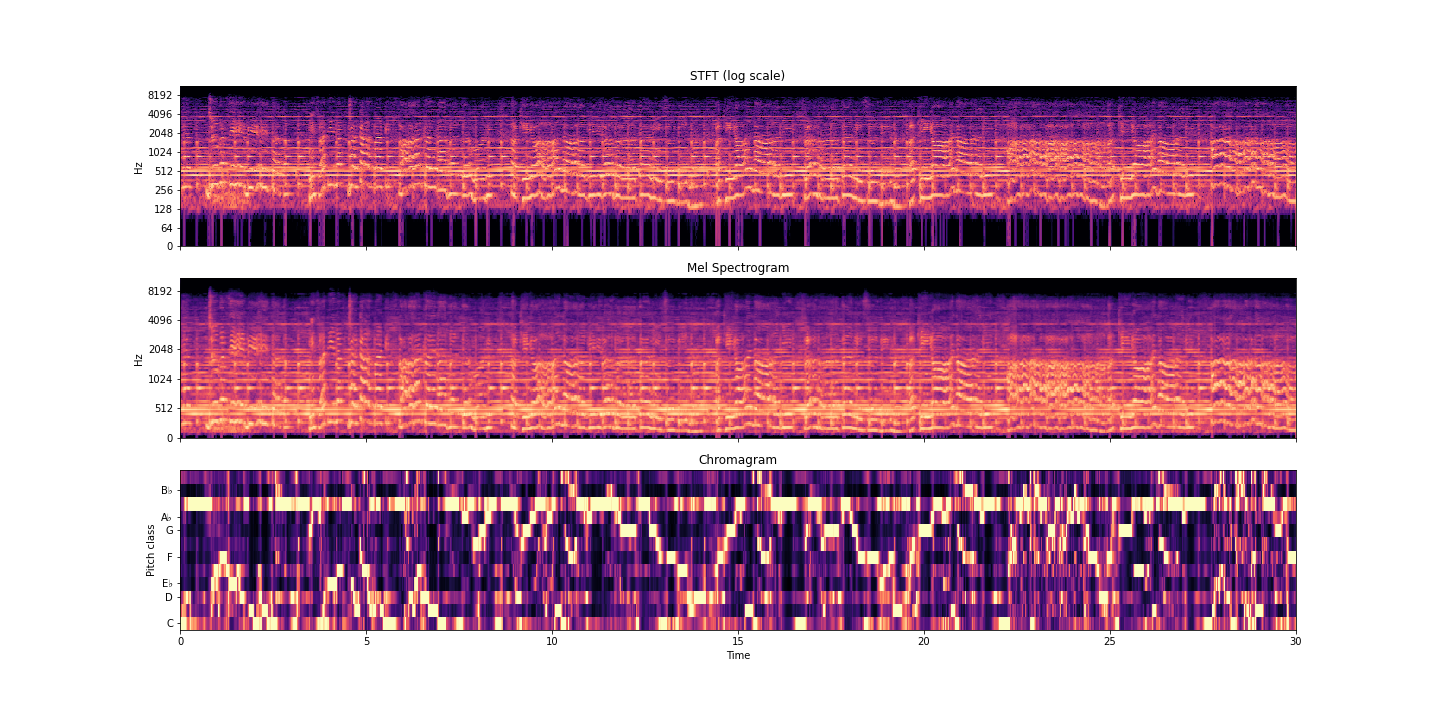 STFT (log scale)
8192
4096
2048
1024
512
256
128
64
0
Hz
Mel Spectrogram
8192
4096
2048
1024
512
0
Hz
Chromagram
B♭
A♭
G
F
E♭
D
C
Pitch class
0 5 10 15 20 25 30
Time